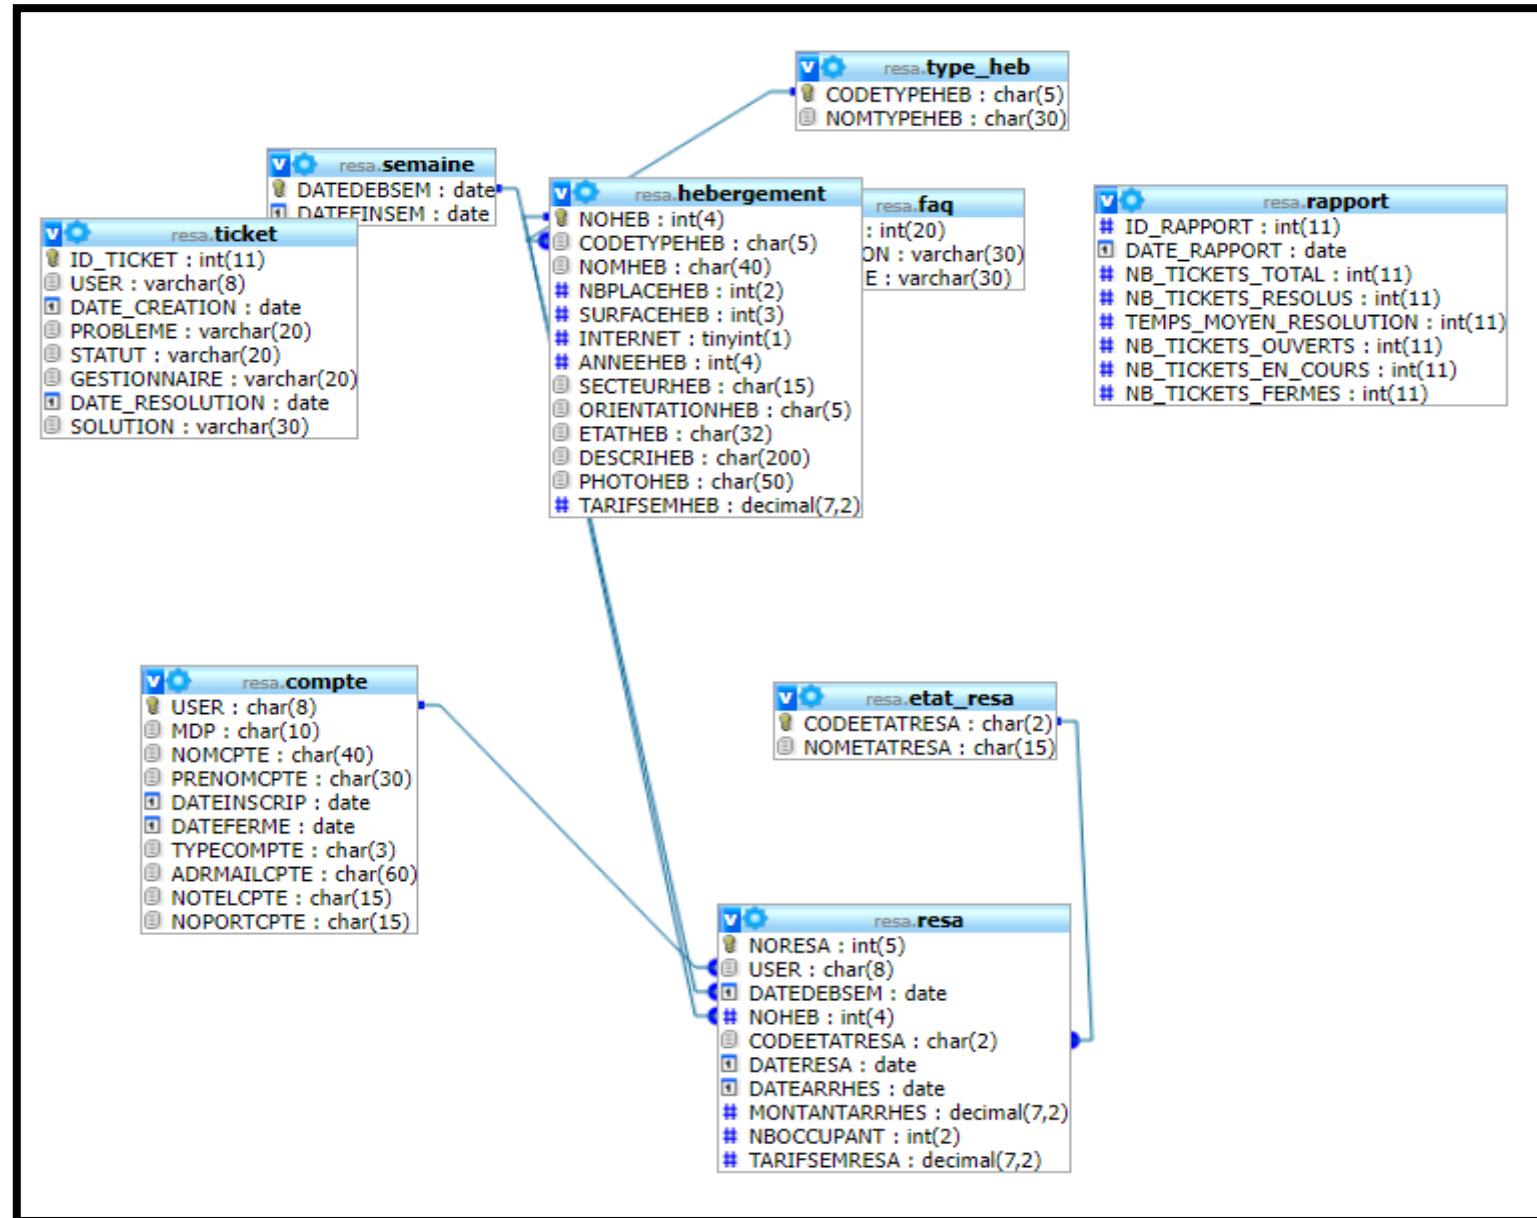 resa.type_heb
CODETYPEHEB : char(5)
NOMTYPEHEB : char(30)
resa.semaine
DATEDEBSEM : date
DATEFINSEM : date
resa.ticket
ID_TICKET : int(11)
USER : varchar(8)
DATE_CREATION : date
PROBLEME : varchar(20)
STATUT : varchar(20)
GESTIONNAIRE : varchar(20)
DATE_RESOLUTION : date
SOLUTION : varchar(30)
resa.hebergement
NOHEB : int(4)
CODETYPEHEB : char(5)
NOMHEB : char(40)
NBPLACEHEB : int(2)
SURFACEHEB : int(3)
INTERNET : tinyint(1)
ANNEEHEB : int(4)
SECTEURHEB : char(15)
ORIENTATIONHEB : char(5)
ETATHEB : char(32)
DESCRIHEB : char(200)
PHOTOHEB : char(50)
TARIFSEMHEB : decimal(7,2)
resa.faq
: int(20)
ON : varchar(30)
E : varchar(30)
resa.rapport
ID_RAPPORT : int(11)
DATE_RAPPORT : date
NB_TICKETS_TOTAL : int(11)
NB_TICKETS_RESOLUS : int(11)
TEMPS_MOYEN_RESOLUTION : int(11)
NB_TICKETS_OUVERTS : int(11)
NB_TICKETS_EN_COURS : int(11)
NB_TICKETS_FERMES : int(11)
resa.compte
USER : char(8)
MDP : char(10)
NOMCPTE : char(40)
PRENOMCPTE : char(30)
DATEINSCRIP : date
DATEFERME : date
TYPECOMPTE : char(3)
ADRMAILCPTE : char(60)
NOTELCPTE : char(15)
NOPORTCPTE : char(15)
resa.etat_resa
CODEETATRESA : char(2)
NOMETATRESA : char(15)
resa.resa
NORESA : int(5)
USER : char(8)
DATEDEBSEM : date
NOHEB : int(4)
CODEETATRESA : char(2)
DATERESA : date
DATEARRHES : date
MONTANTARRHES : decimal(7,2)
NBOCCUPANT : int(2)
TARIFSEMRESA : decimal(7,2)